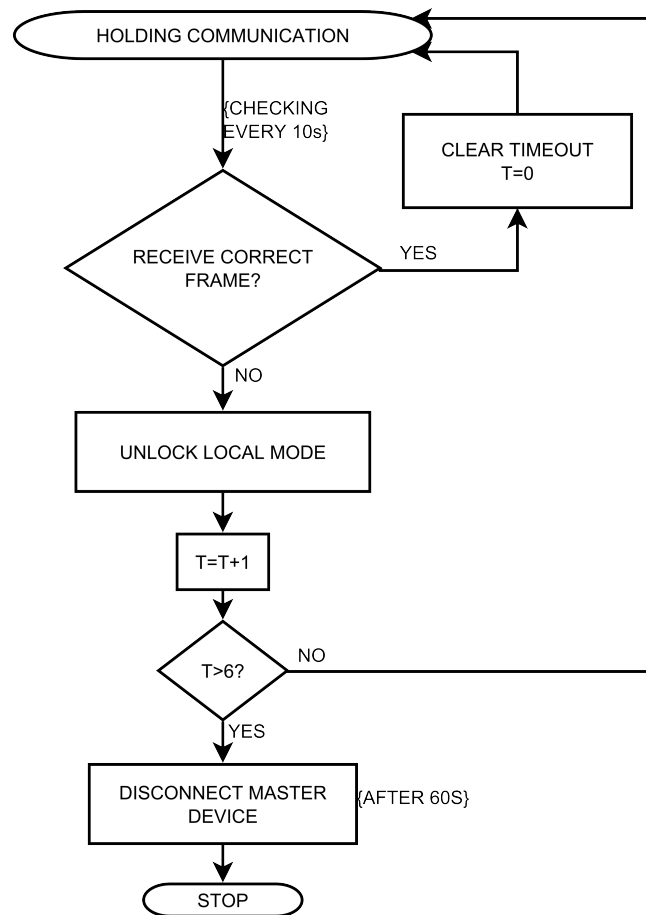 HOLDING COMMUNICATION
{CHECKING
EVERY 10s}
CLEAR TIMEOUT
T=0
RECEIVE CORRECT
FRAME?
YES
NO
UNLOCK LOCAL MODE
T=T+1
T>6?
NO
YES
DISCONNECT MASTER
DEVICE
{AFTER 60S}
STOP